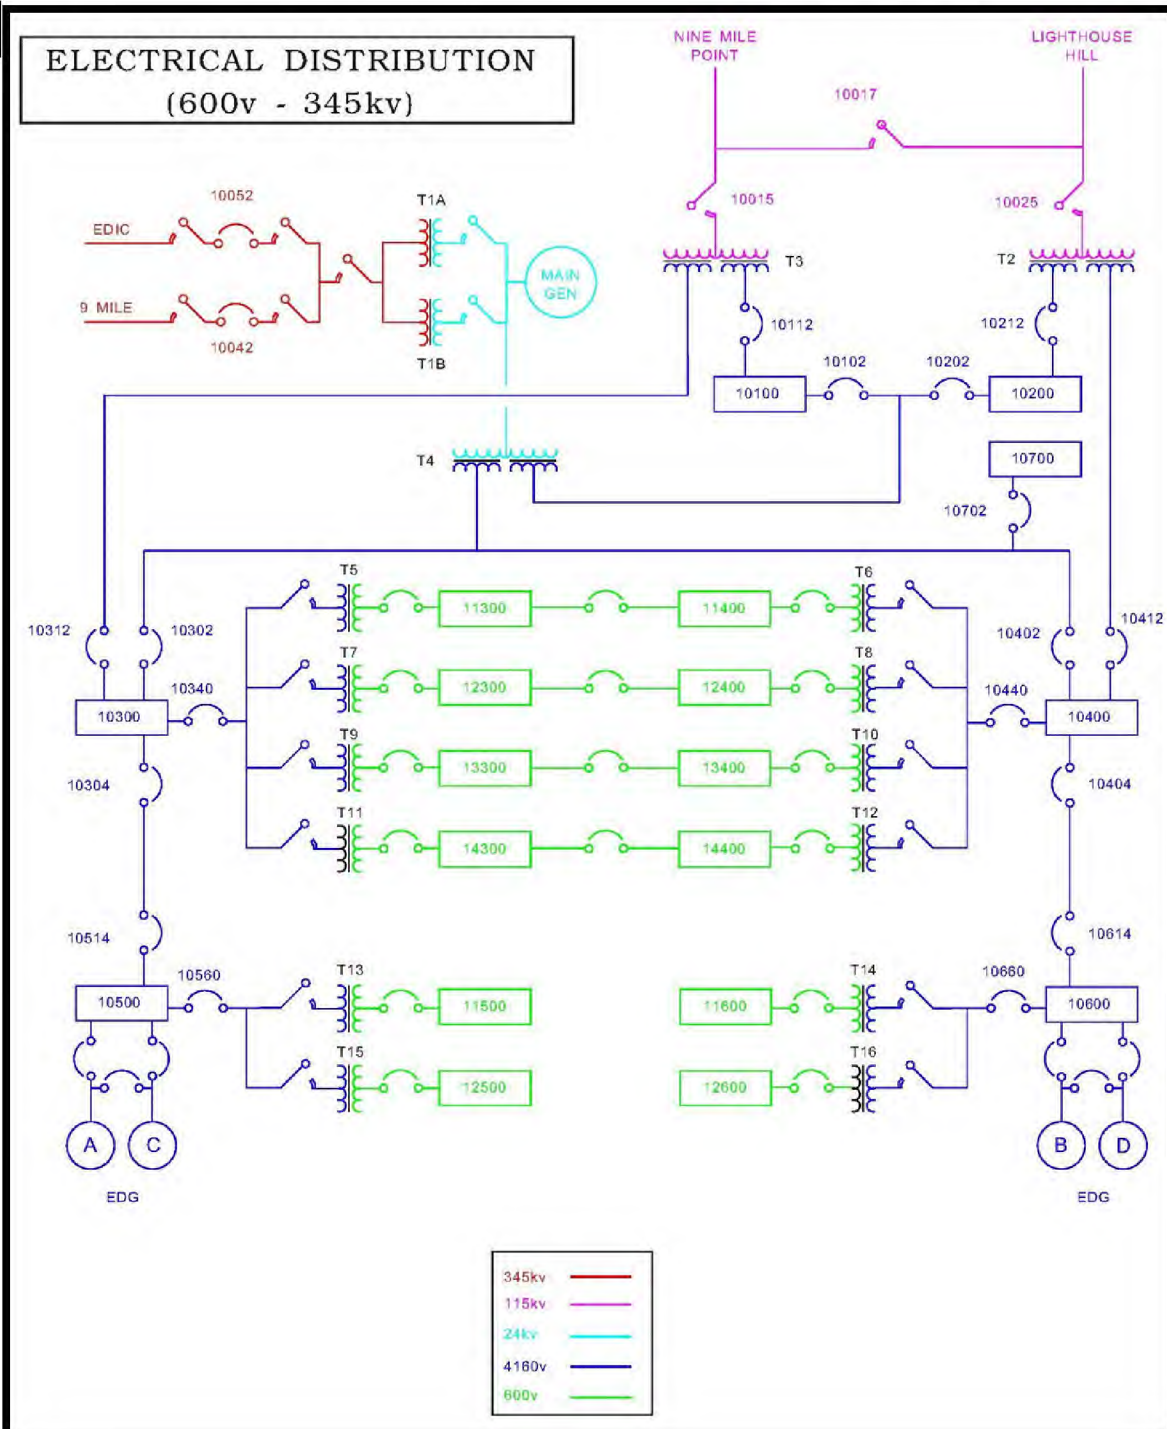 ELECTRICAL DISTRIBUTION
(600v - 345kv)
NINE MILE
POINT
LIGHTHOUSE
HILL
10017
10052
T1A
10015
10025
EDIC
T3
T2
MAIN
GEN
9 MILE
10042
T1B
10112
10212
10102
10202
10100
10200
T4
10700
10702
T5
T6
11300
11400
10312
10302
10402
10412
T7
T8
10340
12300
12400
10440
10300
10400
T9
T10
10304
13300
13400
10404
T11
T12
14300
14400
10514
10614
10560
T13
T14
10660
10500
11500
11600
10600
T15
T16
12500
12600
A
C
B
D
EDG
EDG
345kv
115kv
24kv
4160v
600v